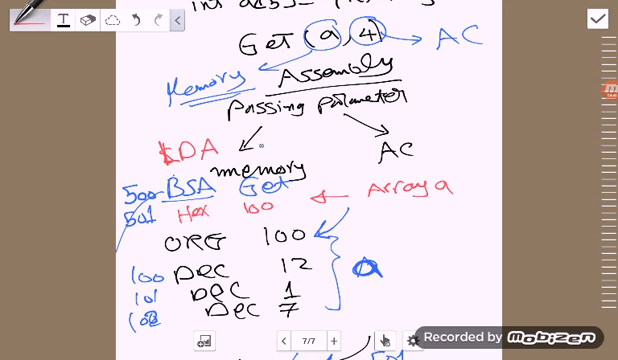 Get (a, 4) AC
Memory Assembly
Passing parameter
LDA AC
memory
500 BSA Get Array a
501 Hex 100
ORG 100
100 DEC 12 a
101 DEC 1
102 DEC 7
7/7
Recorded by
MOBIZEN